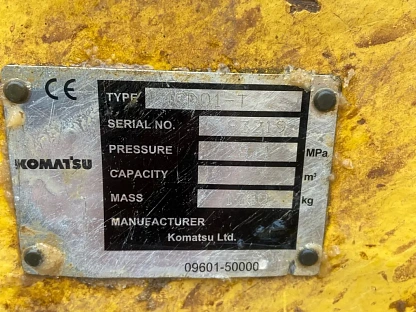 CE
TYPE
SERIAL NO.
PRESSURE MPa
KOMATSU
CAPACITY m³
MASS kg
MANUFACTURER
Komatsu Ltd.
09601-50000